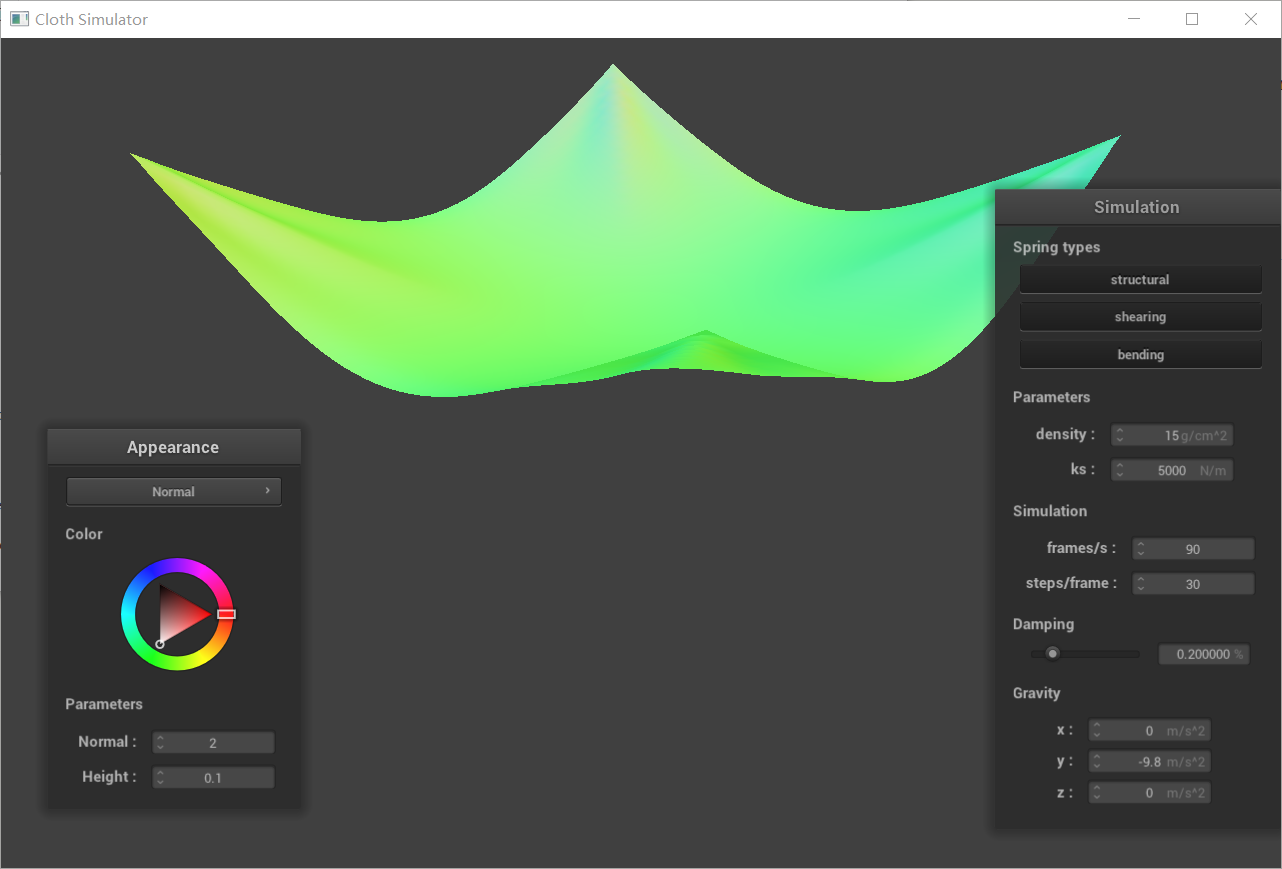 Cloth Simulator
Simulation
Spring types
structural
shearing
bending
Parameters
density : 15 g/cm^2
ks : 5000 N/m
Simulation
frames/s : 90
steps/frame : 30
Damping
0.200000 %
Gravity
x : 0 m/s^2
y : -9.8 m/s^2
z : 0 m/s^2
Appearance
Normal
Color
Parameters
Normal : 2
Height : 0.1